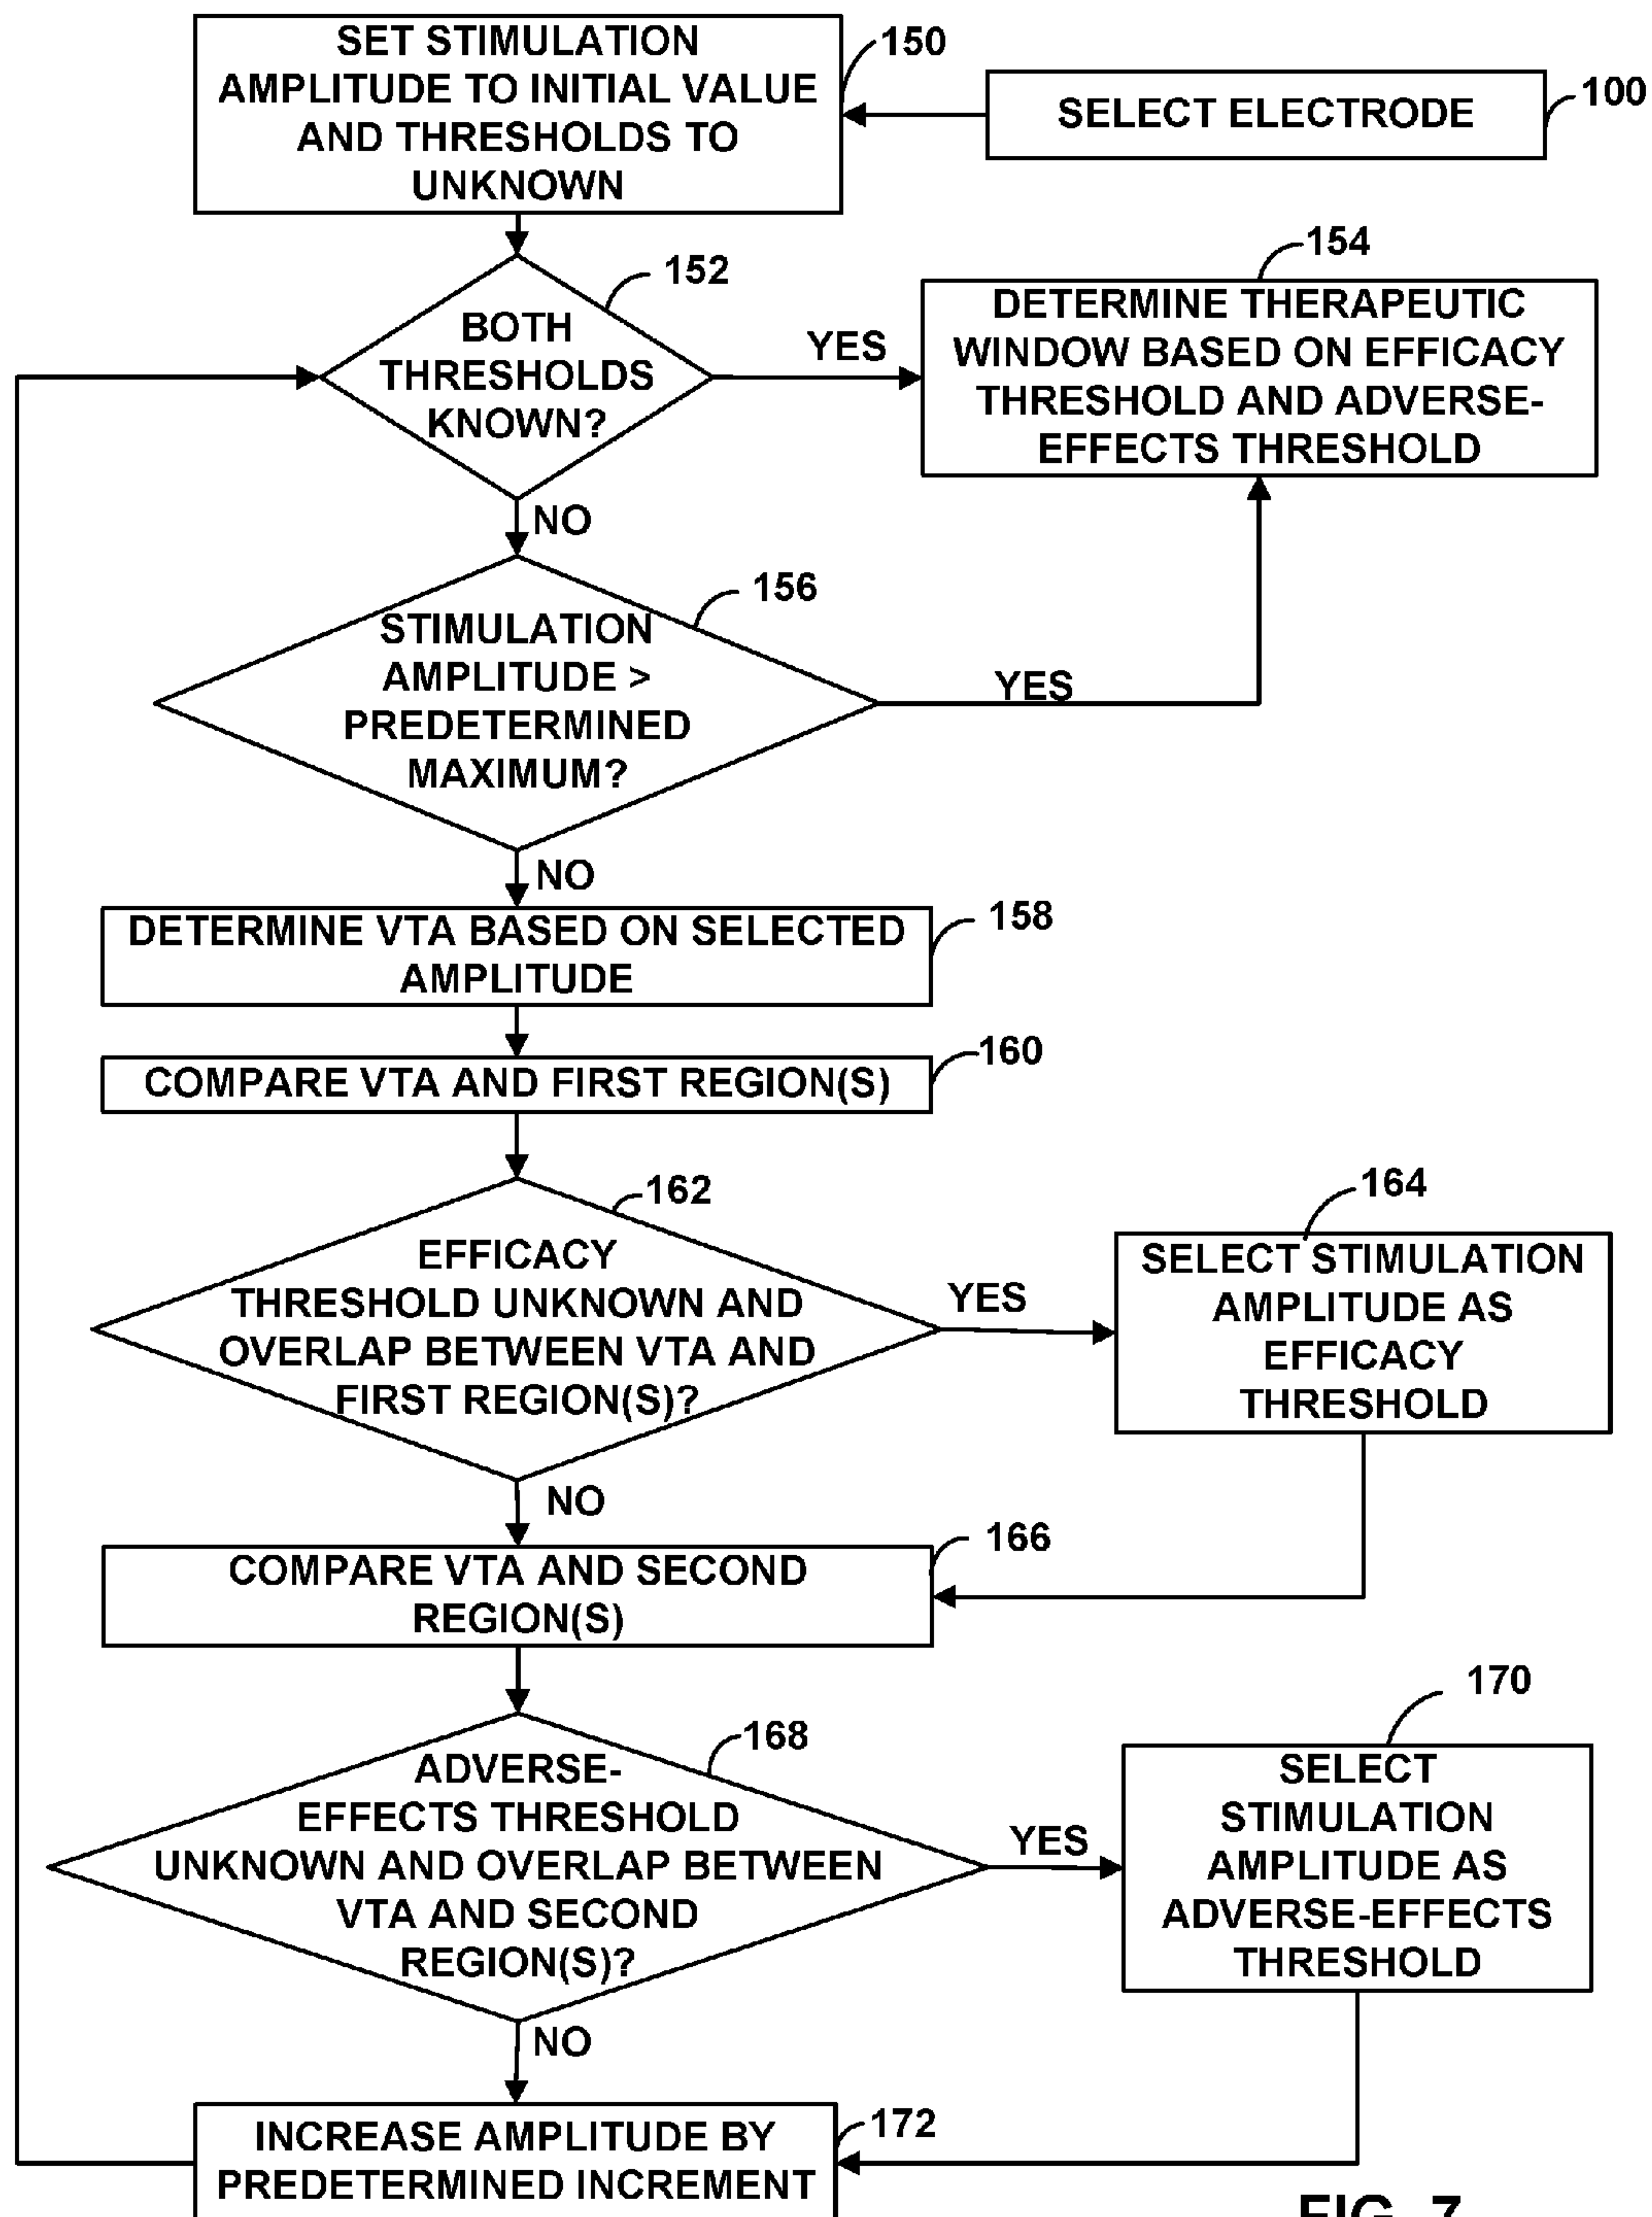 SET STIMULATION
AMPLITUDE TO INITIAL VALUE
AND THRESHOLDS TO
UNKNOWN
150
SELECT ELECTRODE
100
BOTH
THRESHOLDS
KNOWN?
152
YES
DETERMINE THERAPEUTIC
WINDOW BASED ON EFFICACY
THRESHOLD AND ADVERSE-
EFFECTS THRESHOLD
154
NO
STIMULATION
AMPLITUDE >
PREDETERMINED
MAXIMUM?
156
YES
NO
DETERMINE VTA BASED ON SELECTED
AMPLITUDE
158
COMPARE VTA AND FIRST REGION(S)
160
EFFICACY
THRESHOLD UNKNOWN AND
OVERLAP BETWEEN VTA AND
FIRST REGION(S)?
162
YES
SELECT STIMULATION
AMPLITUDE AS
EFFICACY
THRESHOLD
164
NO
COMPARE VTA AND SECOND
REGION(S)
166
ADVERSE-
EFFECTS THRESHOLD
UNKNOWN AND OVERLAP BETWEEN
VTA AND SECOND
REGION(S)?
168
YES
SELECT
STIMULATION
AMPLITUDE AS
ADVERSE-EFFECTS
THRESHOLD
170
NO
INCREASE AMPLITUDE BY
PREDETERMINED INCREMENT
172
FIG. 7